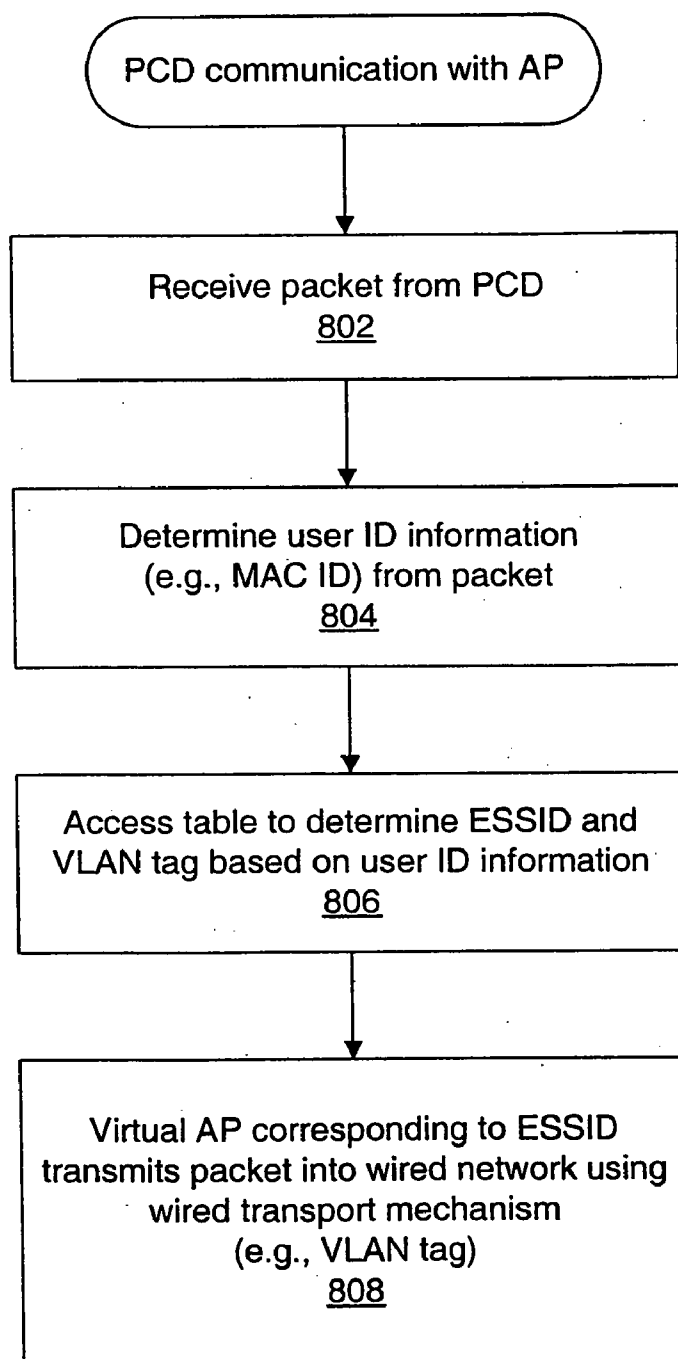 PCD communication with AP
Receive packet from PCD
802
Determine user ID information
(e.g., MAC ID) from packet
804
Access table to determine ESSID and
VLAN tag based on user ID information
806
Virtual AP corresponding to ESSID
transmits packet into wired network using
wired transport mechanism
(e.g., VLAN tag)
808